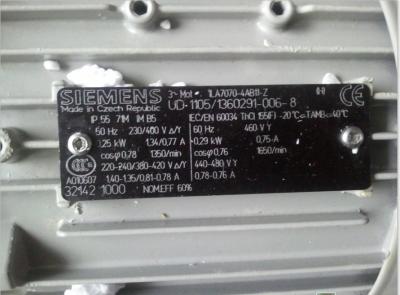 SIEMENS 3~Mot. 1LA7070-4AB11-Z (H) CE
Made in Czech Republic UD·1105/1360291-006-8
IP 55 71M IM B5 IEC/EN 60034 Th.Cl. 155(F) -20°C≤TAMB≤40°C
50 Hz 230/400 V Δ/Y 60 Hz 460 V Y
0.25 kW 1.34/0.77 A 0.29 kW 0.75 A
cosφ 0.78 1350/min cosφ 0.76 1650/min
220-240/380-420 V Δ/Y 440-480 V Y
A010607 1.40-1.35/0.81-0.78 A 0.78-0.76 A
32142 1000 NOM.EFF 60%